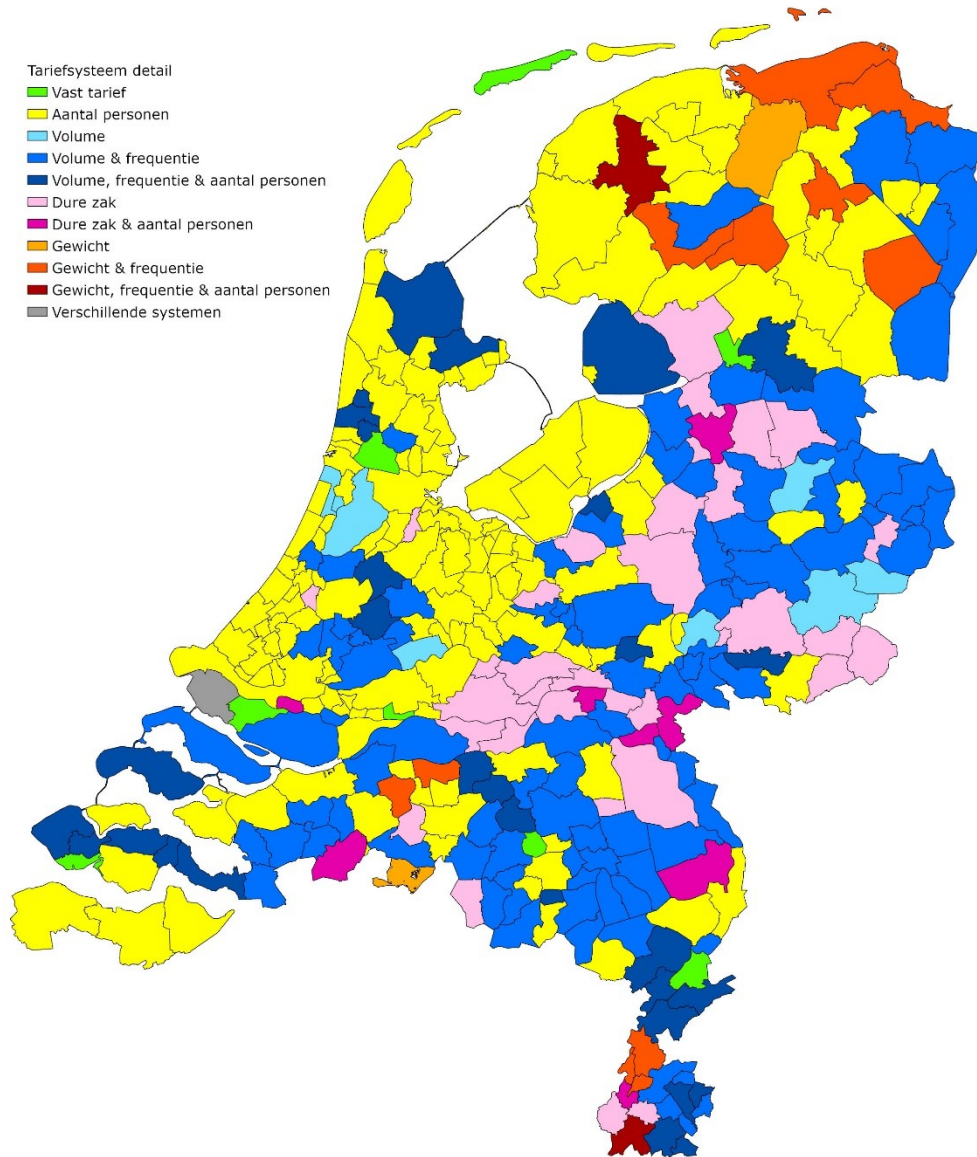 Tariefsysteem detail
Vast tarief
Aantal personen
Volume
Volume & frequentie
Volume, frequentie & aantal personen
Dure zak
Dure zak & aantal personen
Gewicht
Gewicht & frequentie
Gewicht, frequentie & aantal personen
Verschillende systemen